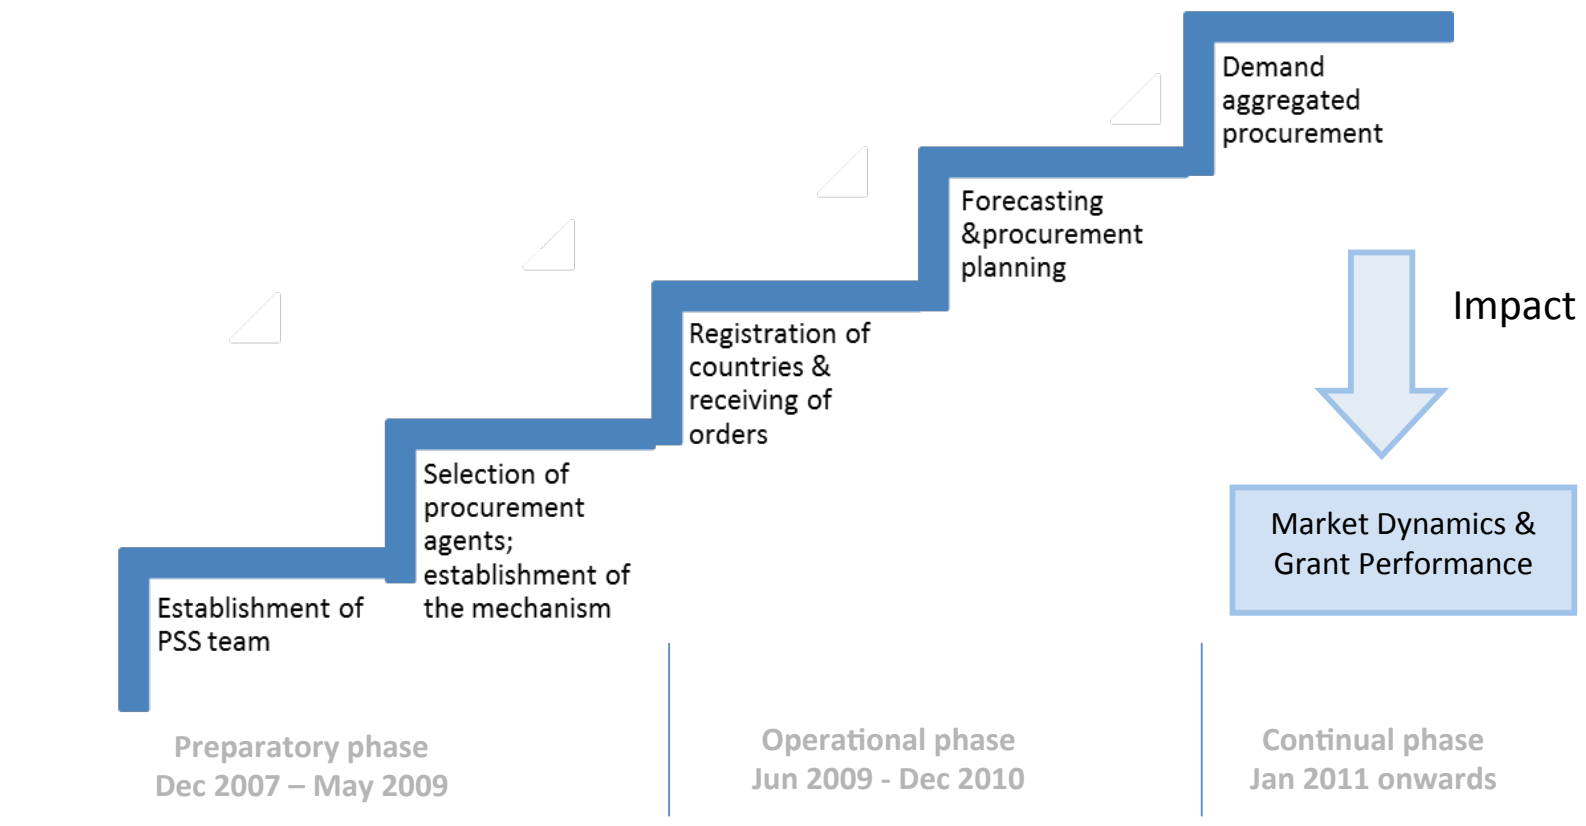 Demand
aggregated
procurement
Forecasting
&procurement
planning
Impact
Registration of
countries &
receiving of
orders
Selection of
procurement
agents;
establishment of
the mechanism
Market Dynamics &
Grant Performance
Establishment of
PSS team
Preparatory phase
Dec 2007 – May 2009
Operational phase
Jun 2009 - Dec 2010
Continual phase
Jan 2011 onwards